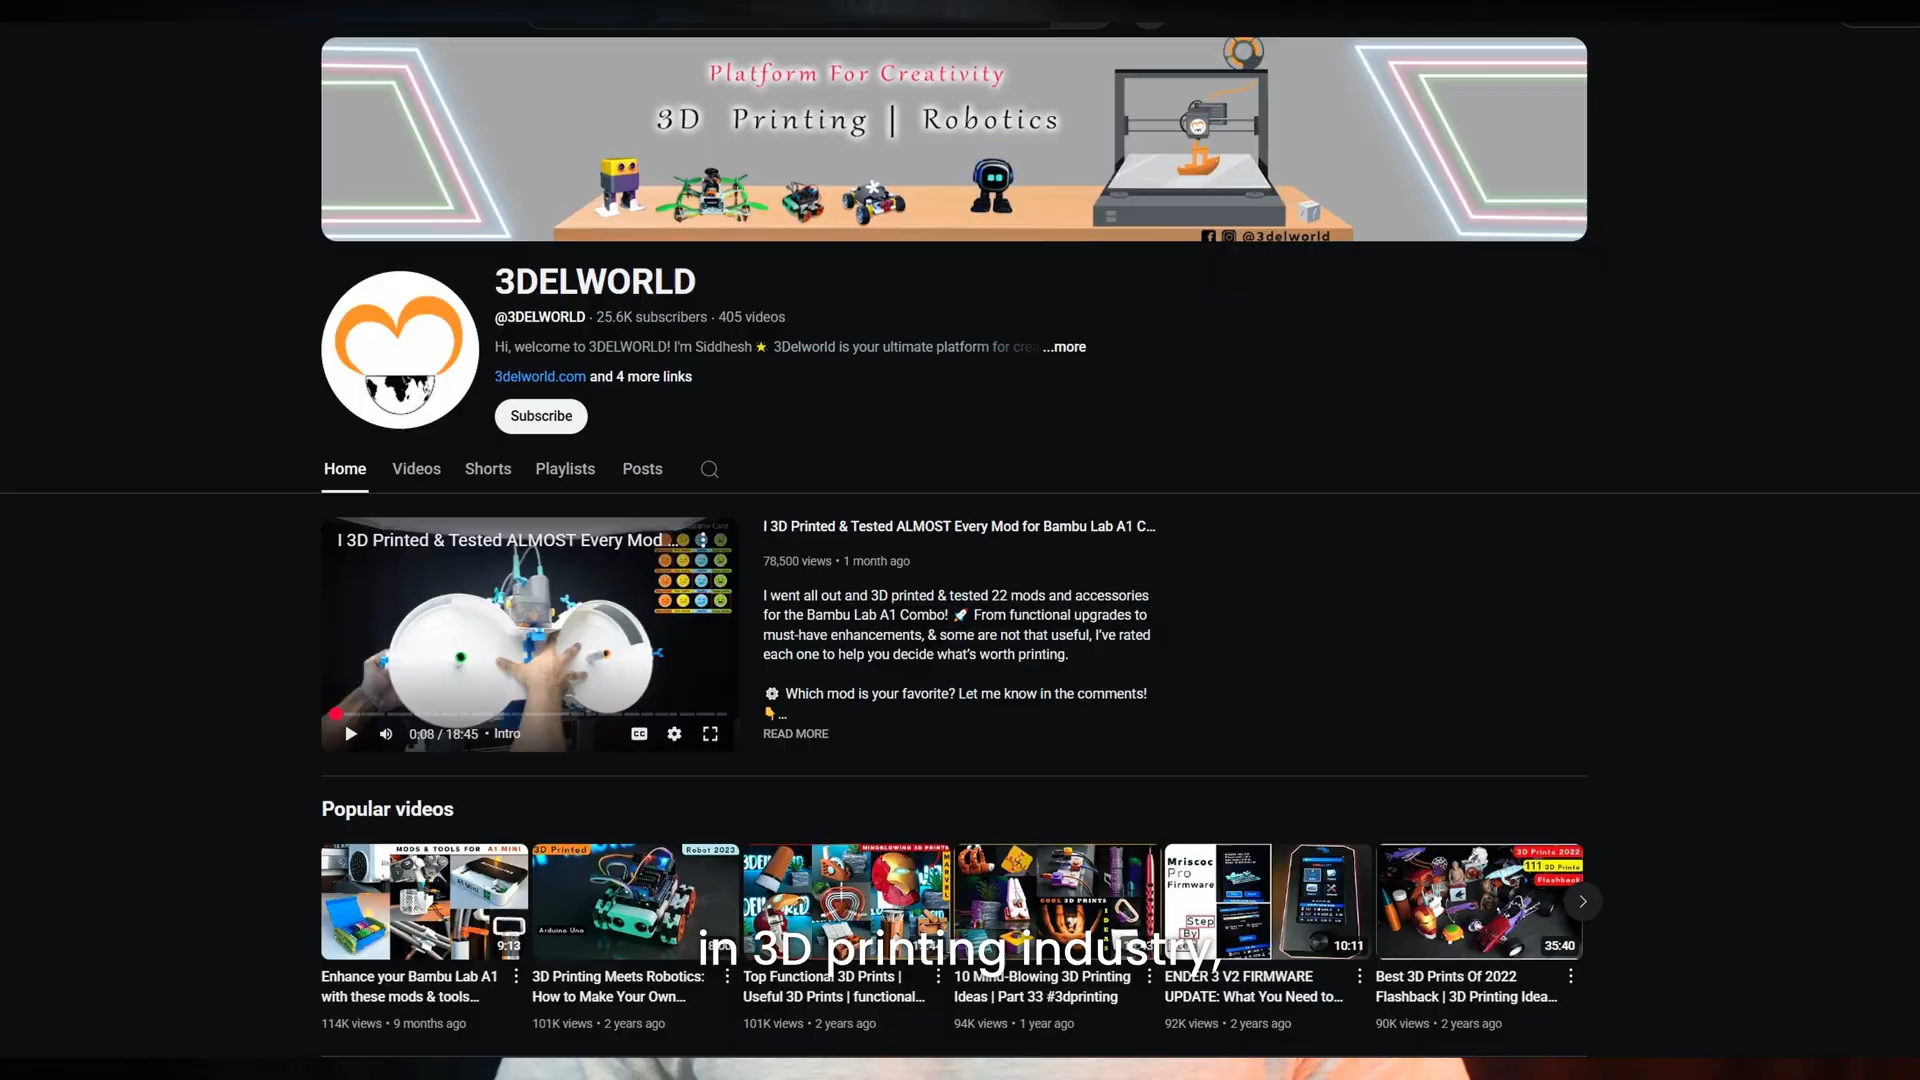 Platform For Creativity
3D Printing | Robotics
@3delworld
3DELWORLD
@3DELWORLD · 25.6K subscribers · 405 videos
Hi, welcome to 3DELWORLD! I'm Siddhesh ⭐ 3Delworld is your ultimate platform for crea ...more
3delworld.com and 4 more links
Subscribe
Home Videos Shorts Playlists Posts
I 3D Printed & Tested ALMOST Every Mod ...
0:08 / 18:45 • Intro
CC
I 3D Printed & Tested ALMOST Every Mod for Bambu Lab A1 C...
78,500 views • 1 month ago
I went all out and 3D printed & tested 22 mods and accessories
for the Bambu Lab A1 Combo! 🚀 From functional upgrades to
must-have enhancements, & some are not that useful, I've rated
each one to help you decide what's worth printing.
⚙️ Which mod is your favorite? Let me know in the comments!
👇...
READ MORE
Popular videos
MODS & TOOLS FOR A1 MINI
9:13
Enhance your Bambu Lab A1
with these mods & tools...
114K views • 9 months ago
3D Printed
Robot 2023
Arduino Uno
3D Printing Meets Robotics:
How to Make Your Own...
101K views • 2 years ago
MINDBLOWING 3D PRINTS
MARVEL
Top Functional 3D Prints |
Useful 3D Prints | functional...
101K views • 2 years ago
COOL 3D PRINTS
10 Mind-Blowing 3D Printing
Ideas | Part 33 #3dprinting
94K views • 1 year ago
Mriscoc
Pro
Firmware
Step
By
10:11
ENDER 3 V2 FIRMWARE
UPDATE: What You Need to...
92K views • 2 years ago
3D Prints 2022
111 3D Prints
Flashback
35:40
Best 3D Prints Of 2022
Flashback | 3D Printing Idea...
90K views • 2 years ago
in 3D printing industry,